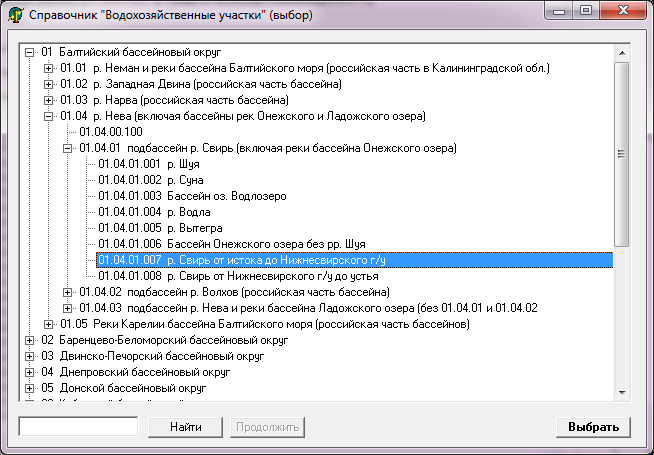 Справочник "Водохозяйственные участки" (выбор)
01 Балтийский бассейновый округ
01.01 р. Неман и реки бассейна Балтийского моря (российская часть в Калининградской обл.)
01.02 р. Западная Двина (российская часть бассейна)
01.03 р. Нарва (российская часть бассейна)
01.04 р. Нева (включая бассейны рек Онежского и Ладожского озера)
01.04.00.100
01.04.01 подбассейн р. Свирь (включая реки бассейна Онежского озера)
01.04.01.001 р. Шуя
01.04.01.002 р. Суна
01.04.01.003 Бассейн оз. Водлозеро
01.04.01.004 р. Водла
01.04.01.005 р. Вытегра
01.04.01.006 Бассейн Онежского озера без рр. Шуя
01.04.01.007 р. Свирь от истока до Нижнесвирского г/у
01.04.01.008 р. Свирь от Нижнесвирского г/у до устья
01.04.02 подбассейн р. Волхов (российская часть бассейна)
01.04.03 подбассейн р. Нева и реки бассейна Ладожского озера (без 01.04.01 и 01.04.02
01.05 Реки Карелии бассейна Балтийского моря (российская часть бассейнов)
02 Баренцево-Беломорский бассейновый округ
03 Двинско-Печорский бассейновый округ
04 Днепровский бассейновый округ
05 Донской бассейновый округ
Найти
Продолжить
Выбрать